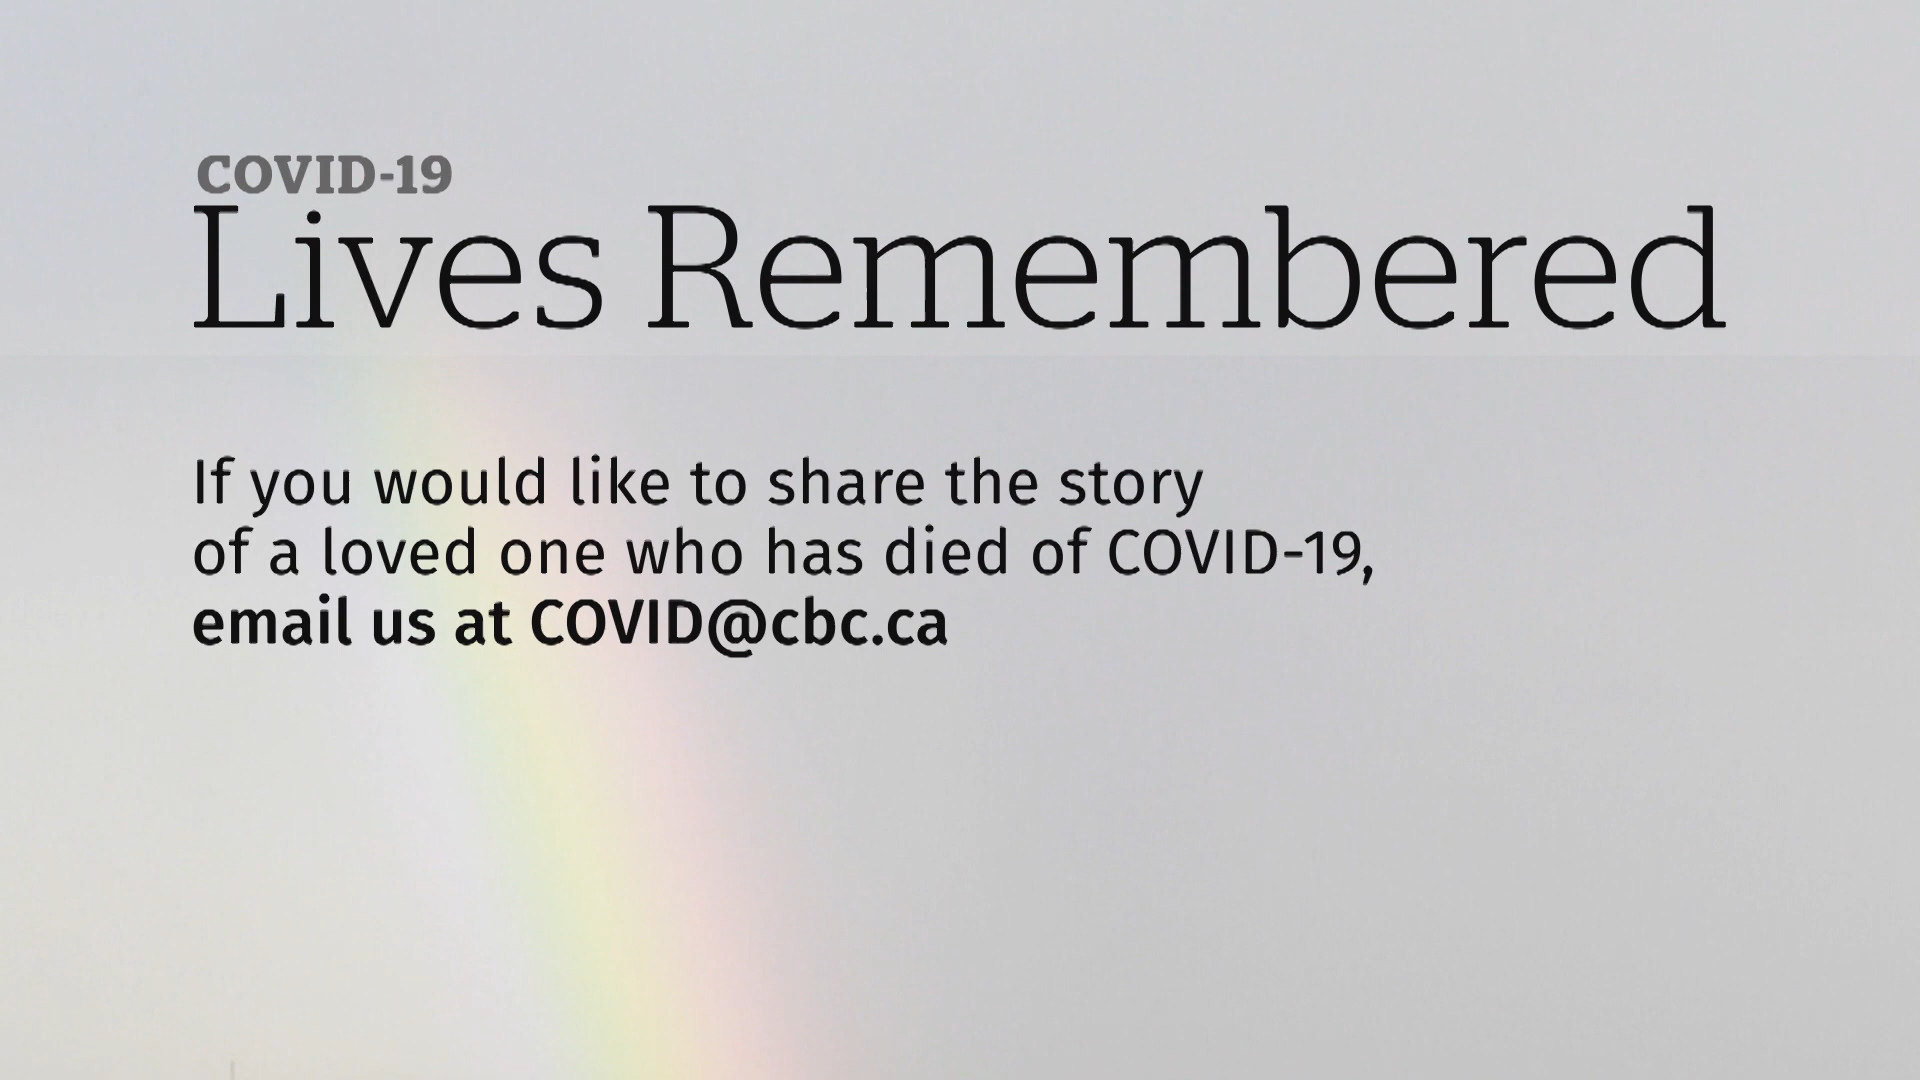 COVID-19
Lives Remembered
If you would like to share the story
of a loved one who has died of COVID-19,
email us at COVID@cbc.ca